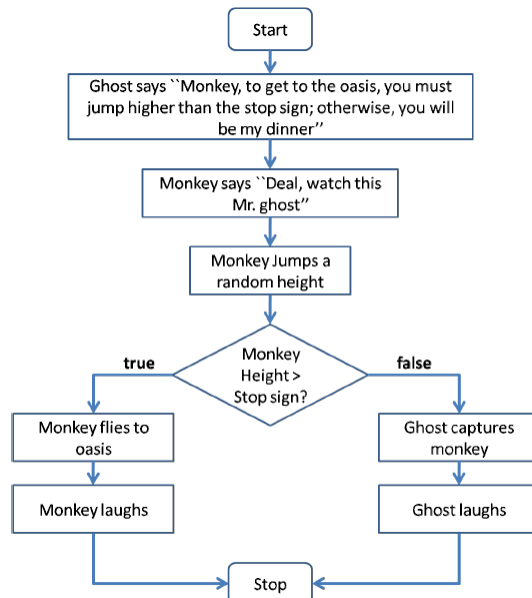 Start
Ghost says ``Monkey, to get to the oasis, you must
jump higher than the stop sign; otherwise, you will
be my dinner”
Monkey says ``Deal, watch this
Mr. ghost”
Monkey Jumps a
random height
Monkey
Height >
Stop sign?
true
false
Monkey flies to
oasis
Ghost captures
monkey
Monkey laughs
Ghost laughs
Stop